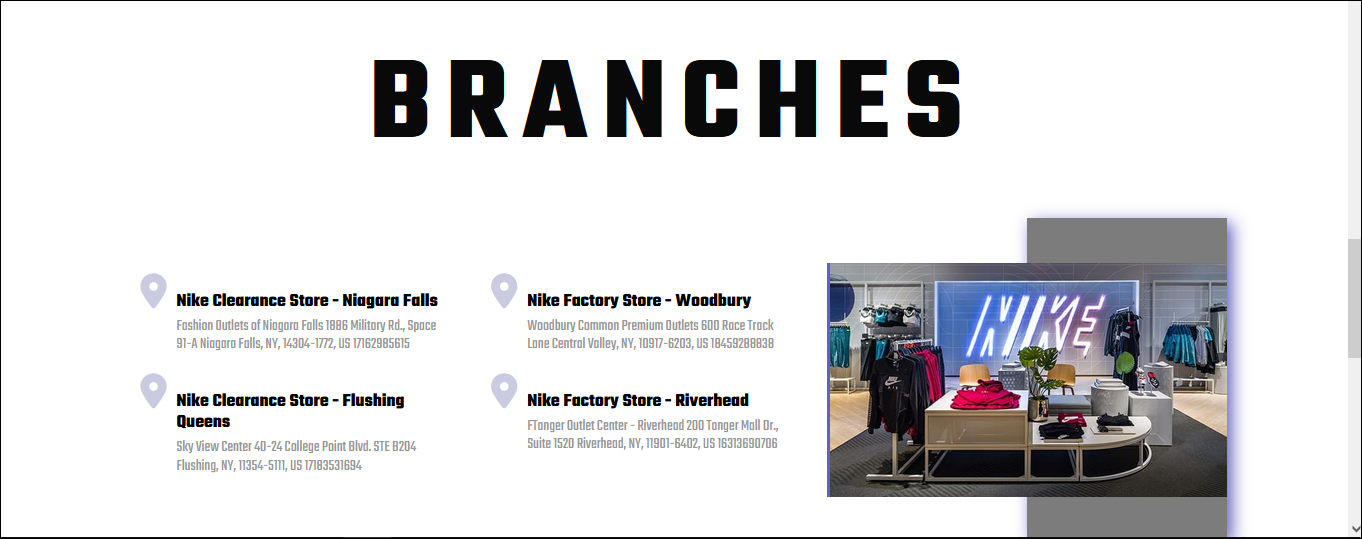 BRANCHES
Nike Clearance Store - Niagara Falls
Fashion Outlets of Niagara Falls 1886 Military Rd., Space
91-A Niagara Falls, NY, 14304-1772, US 17162985615
Nike Factory Store - Woodbury
Woodbury Common Premium Outlets 600 Race Track
Lane Central Valley, NY, 10917-6203, US 18459288838
Nike Clearance Store - Flushing
Queens
Sky View Center 40-24 College Point Blvd. STE B204
Flushing, NY, 11354-5111, US 17183531694
Nike Factory Store - Riverhead
FTanger Outlet Center - Riverhead 200 Tanger Mall Dr.,
Suite 1520 Riverhead, NY, 11901-6402, US 16313690706
NIKE